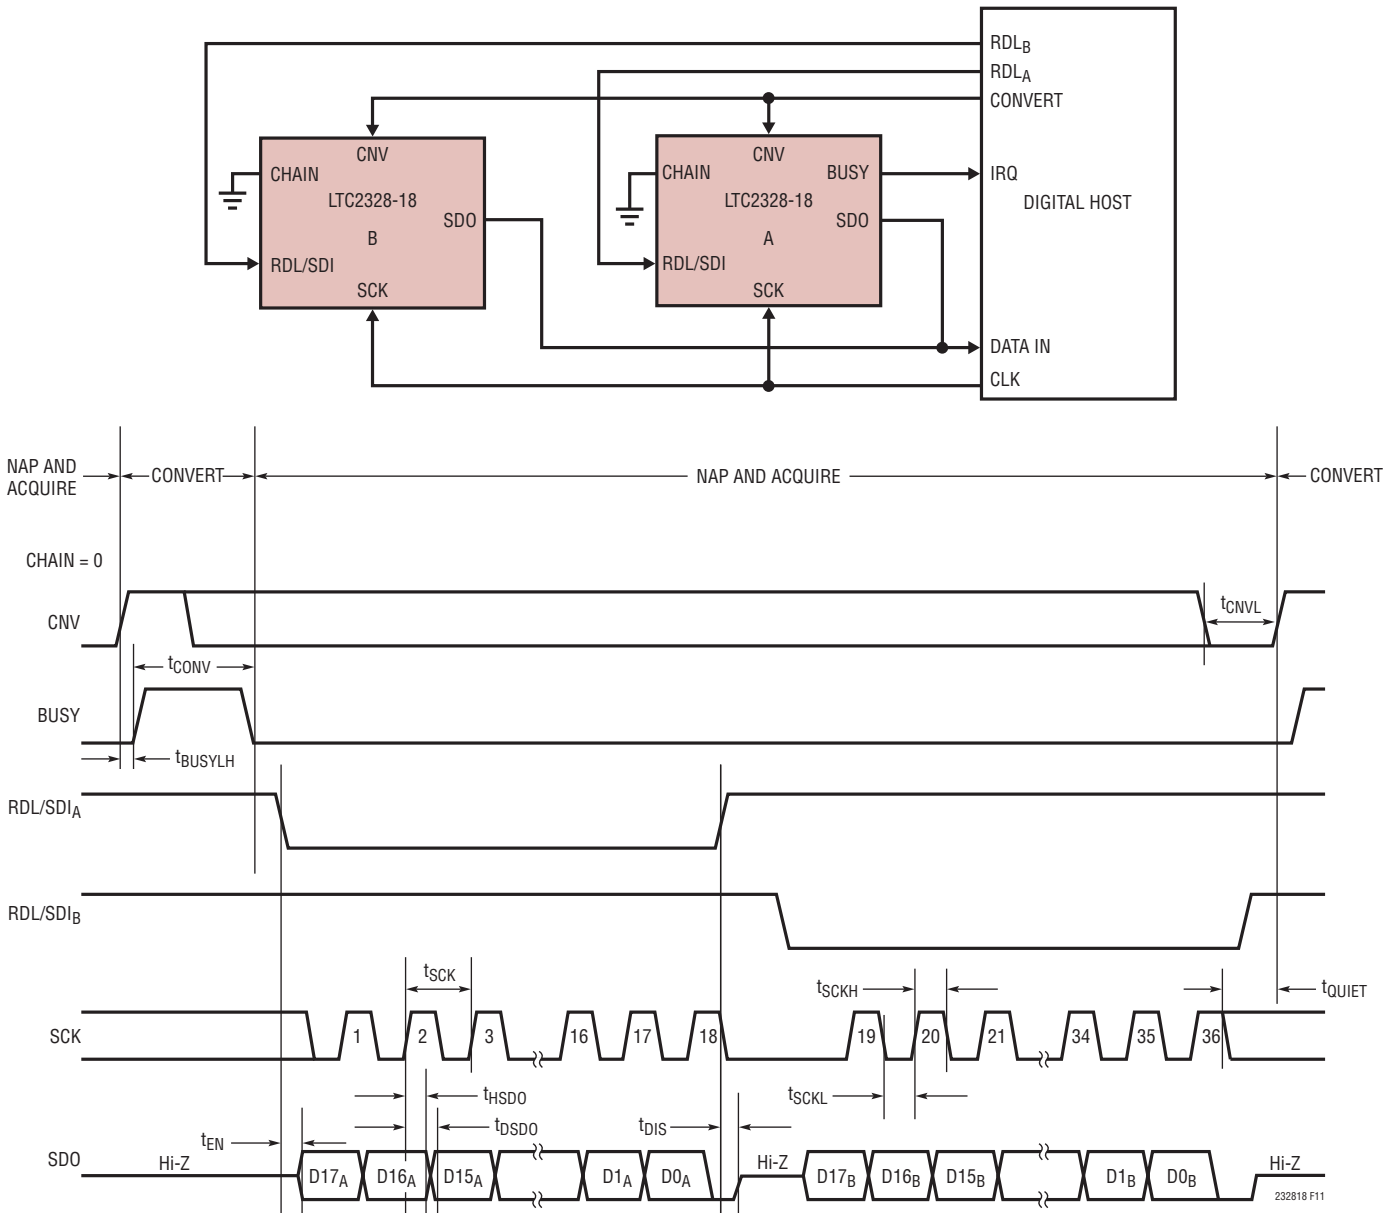 RDLB
RDLA
CONVERT
CNV
CNV
CHAIN
CHAIN
BUSY
IRQ
LTC2328-18
LTC2328-18
DIGITAL HOST
SDO
SDO
B
A
RDL/SDI
RDL/SDI
SCK
SCK
DATA IN
CLK
NAP AND
ACQUIRE
CONVERT
NAP AND ACQUIRE
CONVERT
CHAIN = 0
CNV
tCNVL
tCONV
BUSY
tBUSYLH
RDL/SDIA
RDL/SDIB
tSCK
tSCKH
tQUIET
SCK
1 2 3 16 17 18 19 20 21 34 35 36
tHSDO
tSCKL
tDSDO
tDIS
tEN
SDO
Hi-Z D17A D16A D15A D1A D0A Hi-Z D17B D16B D15B D1B D0B Hi-Z
232818 F11